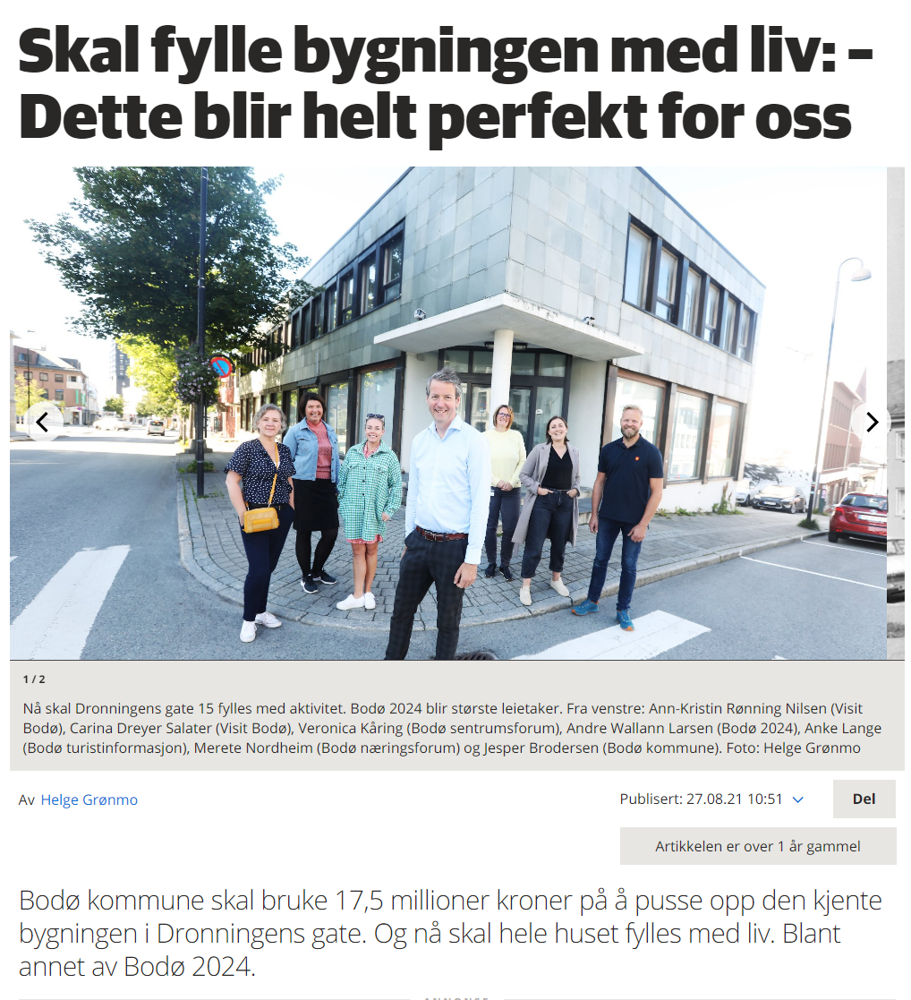 Skal fylle bygningen med liv: –
Dette blir helt perfekt for oss
1 / 2
Nå skal Dronningens gate 15 fylles med aktivitet. Bodø 2024 blir største leietaker. Fra venstre: Ann-Kristin Rønning Nilsen (Visit
Bodø), Carina Dreyer Salater (Visit Bodø), Veronica Kåring (Bodø sentrumsforum), Andre Wallann Larsen (Bodø 2024), Anke Lange
(Bodø turistinformasjon), Merete Nordheim (Bodø næringsforum) og Jesper Brodersen (Bodø kommune). Foto: Helge Grønmo
Av Helge Grønmo
Publisert: 27.08.21 10:51
Del
Artikkelen er over 1 år gammel
Bodø kommune skal bruke 17,5 millioner kroner på å pusse opp den kjente
bygningen i Dronningens gate. Og nå skal hele huset fylles med liv. Blant
annet av Bodø 2024.